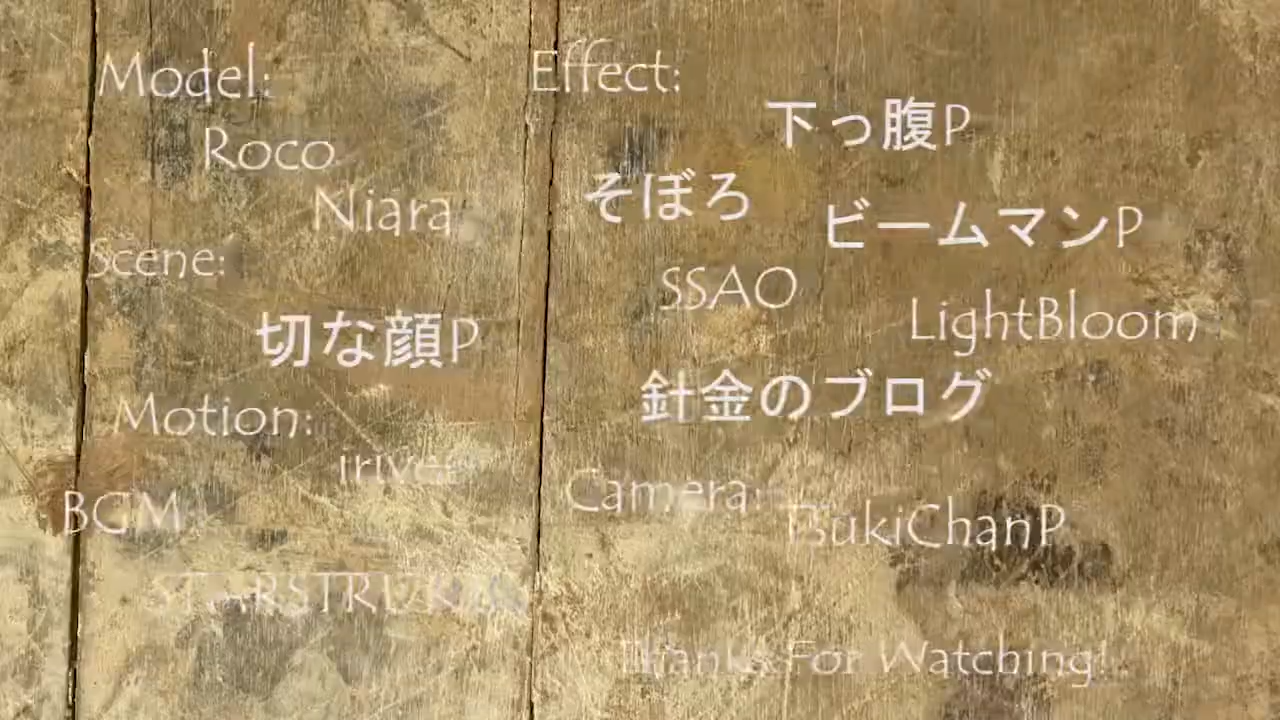 Model:
Roco
Niara
Scene:
切な顔P
Motion:
BGM
Effect:
下っ腹P
そぼろ
ビームマンP
SSAO
LightBloom
針金のブログ
Camera:
TsukiChanP
Thanks For Watching!